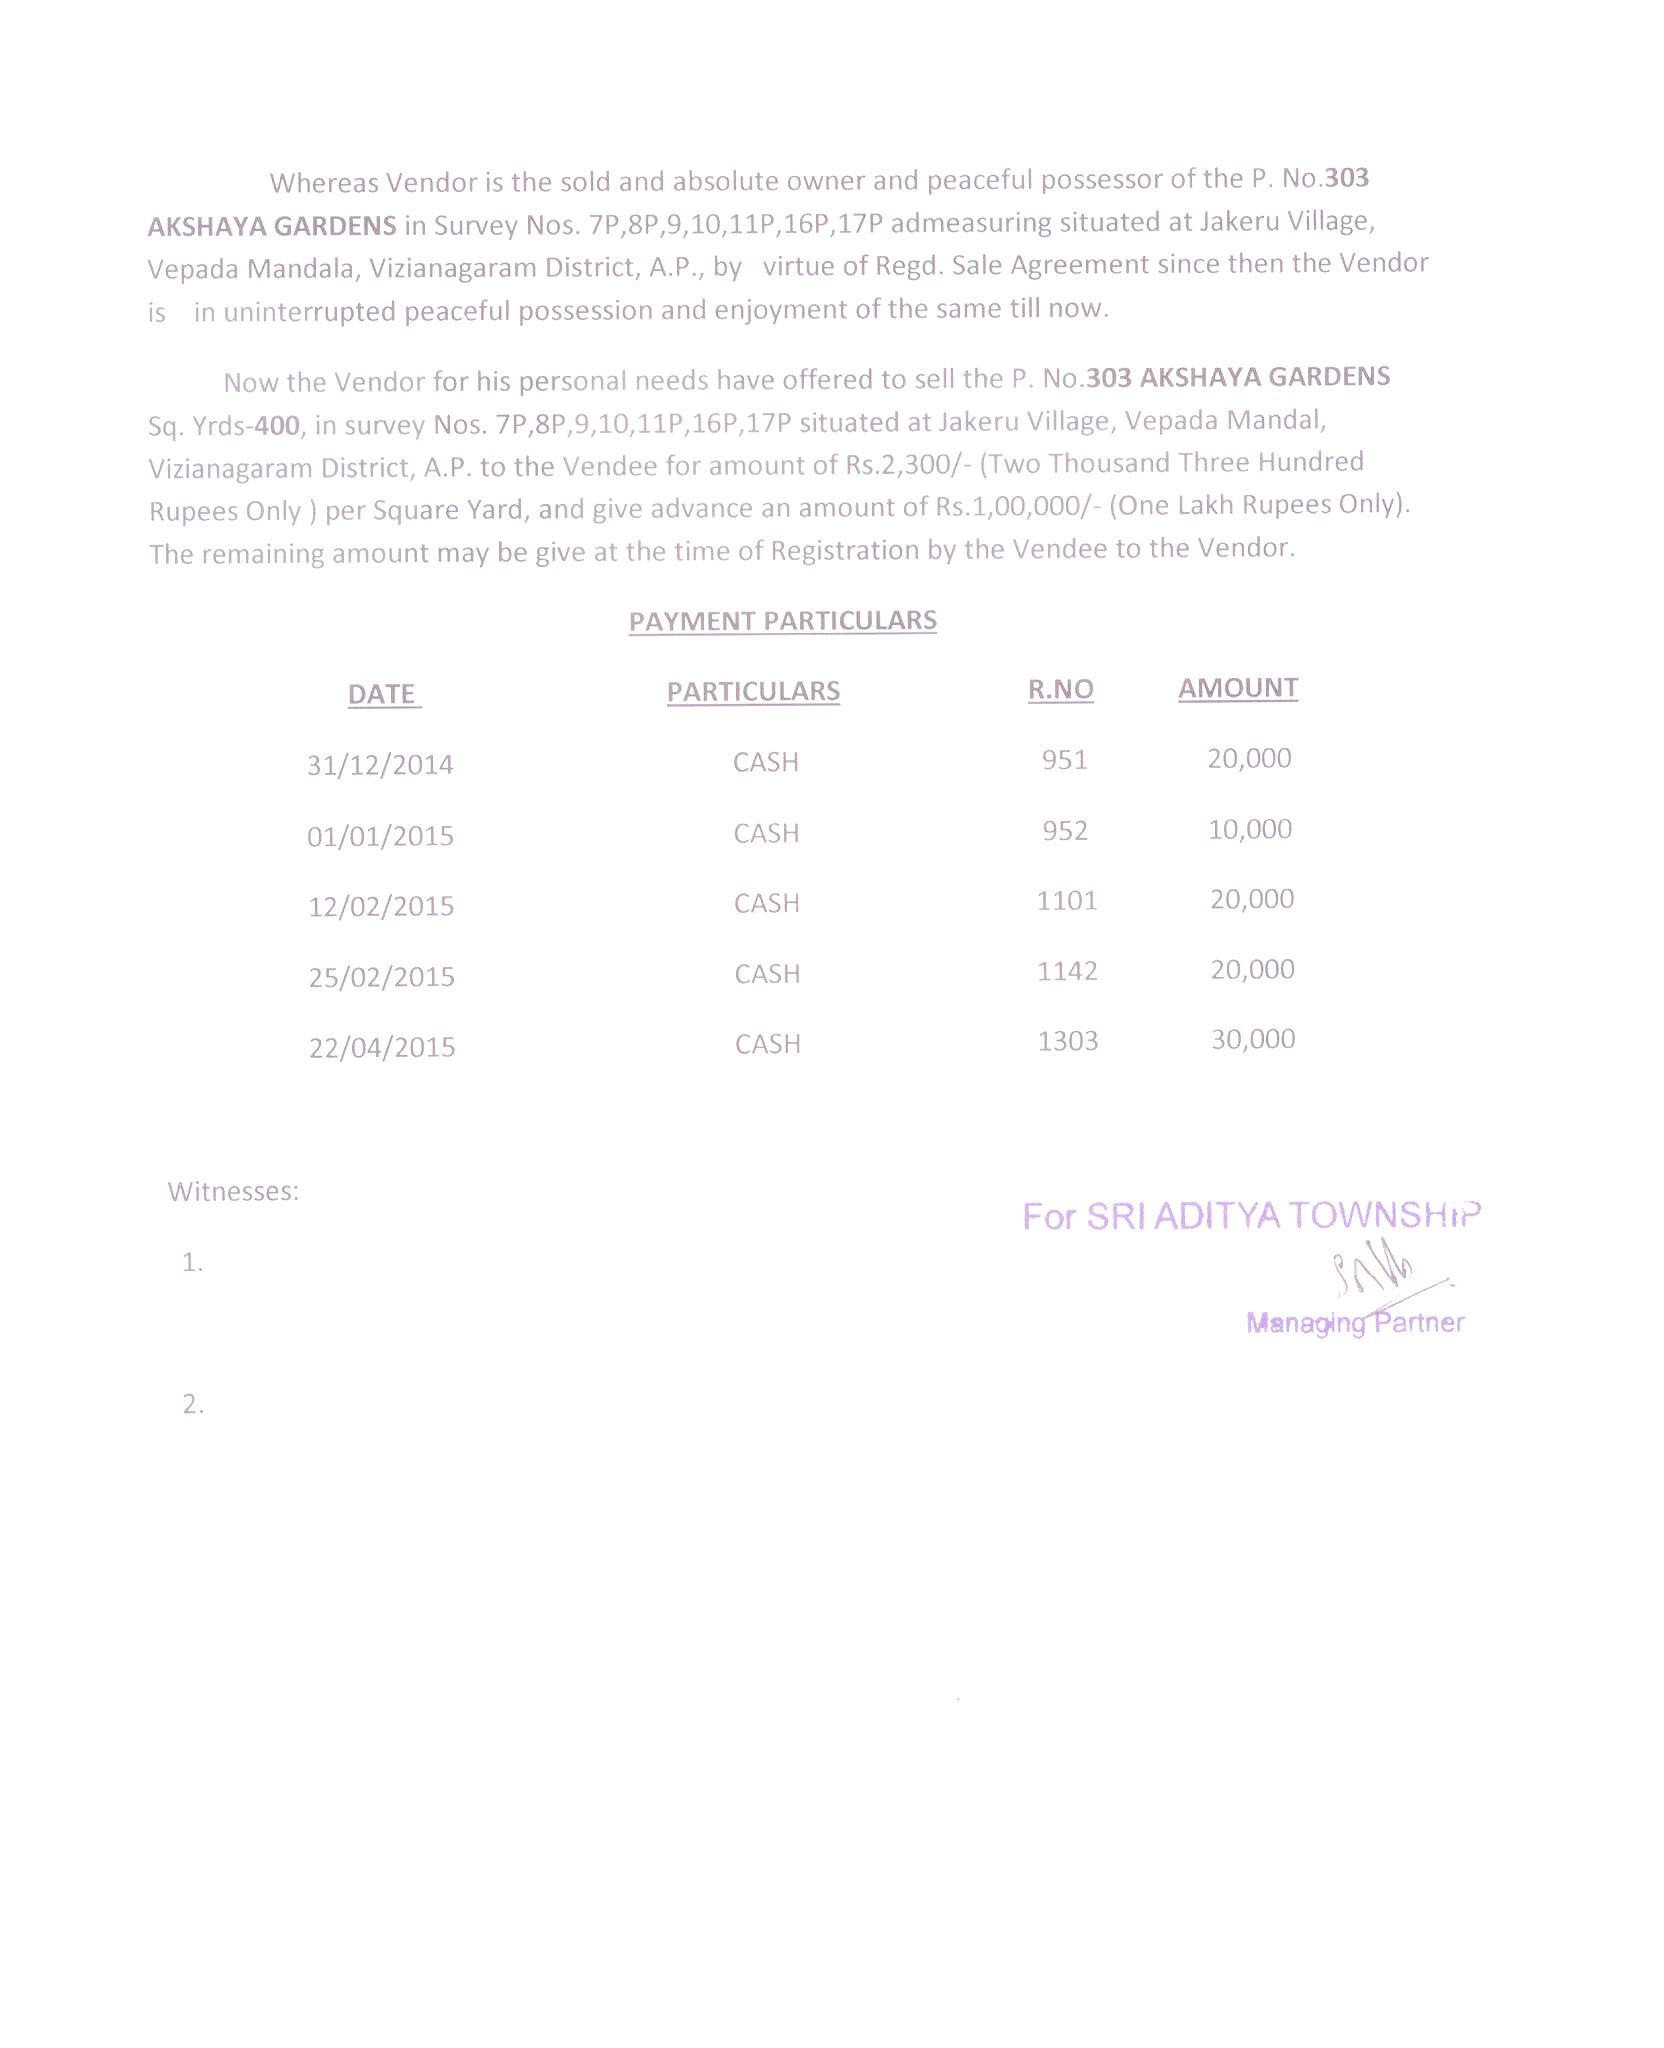 Whereas Vendor is the sold and absolute owner and peaceful possessor of the P. No.303
AKSHAYA GARDENS in Survey Nos. 7P,8P,9,10,11P,16P,17P admeasuring situated at Jakeru Village,
Vepada Mandala, Vizianagaram District, A.P., by virtue of Regd. Sale Agreement since then the Vendor
is in uninterrupted peaceful possession and enjoyment of the same till now.
Now the Vendor for his personal needs have offered to sell the P. No.303 AKSHAYA GARDENS
Sq. Yrds-400, in survey Nos. 7P,8P,9,10,11P,16P,17P situated at Jakeru Village, Vepada Mandal,
Vizianagaram District, A.P. to the Vendee for amount of Rs.2,300/- (Two Thousand Three Hundred
Rupees Only ) per Square Yard, and give advance an amount of Rs.1,00,000/- (One Lakh Rupees Only).
The remaining amount may be give at the time of Registration by the Vendee to the Vendor.
PAYMENT PARTICULARS
DATE PARTICULARS R.NO AMOUNT
31/12/2014 CASH 951 20,000
01/01/2015 CASH 952 10,000
12/02/2015 CASH 1101 20,000
25/02/2015 CASH 1142 20,000
22/04/2015 CASH 1303 30,000
Witnesses:
For SRI ADITYA TOWNSHIP
1.
Managing Partner
2.